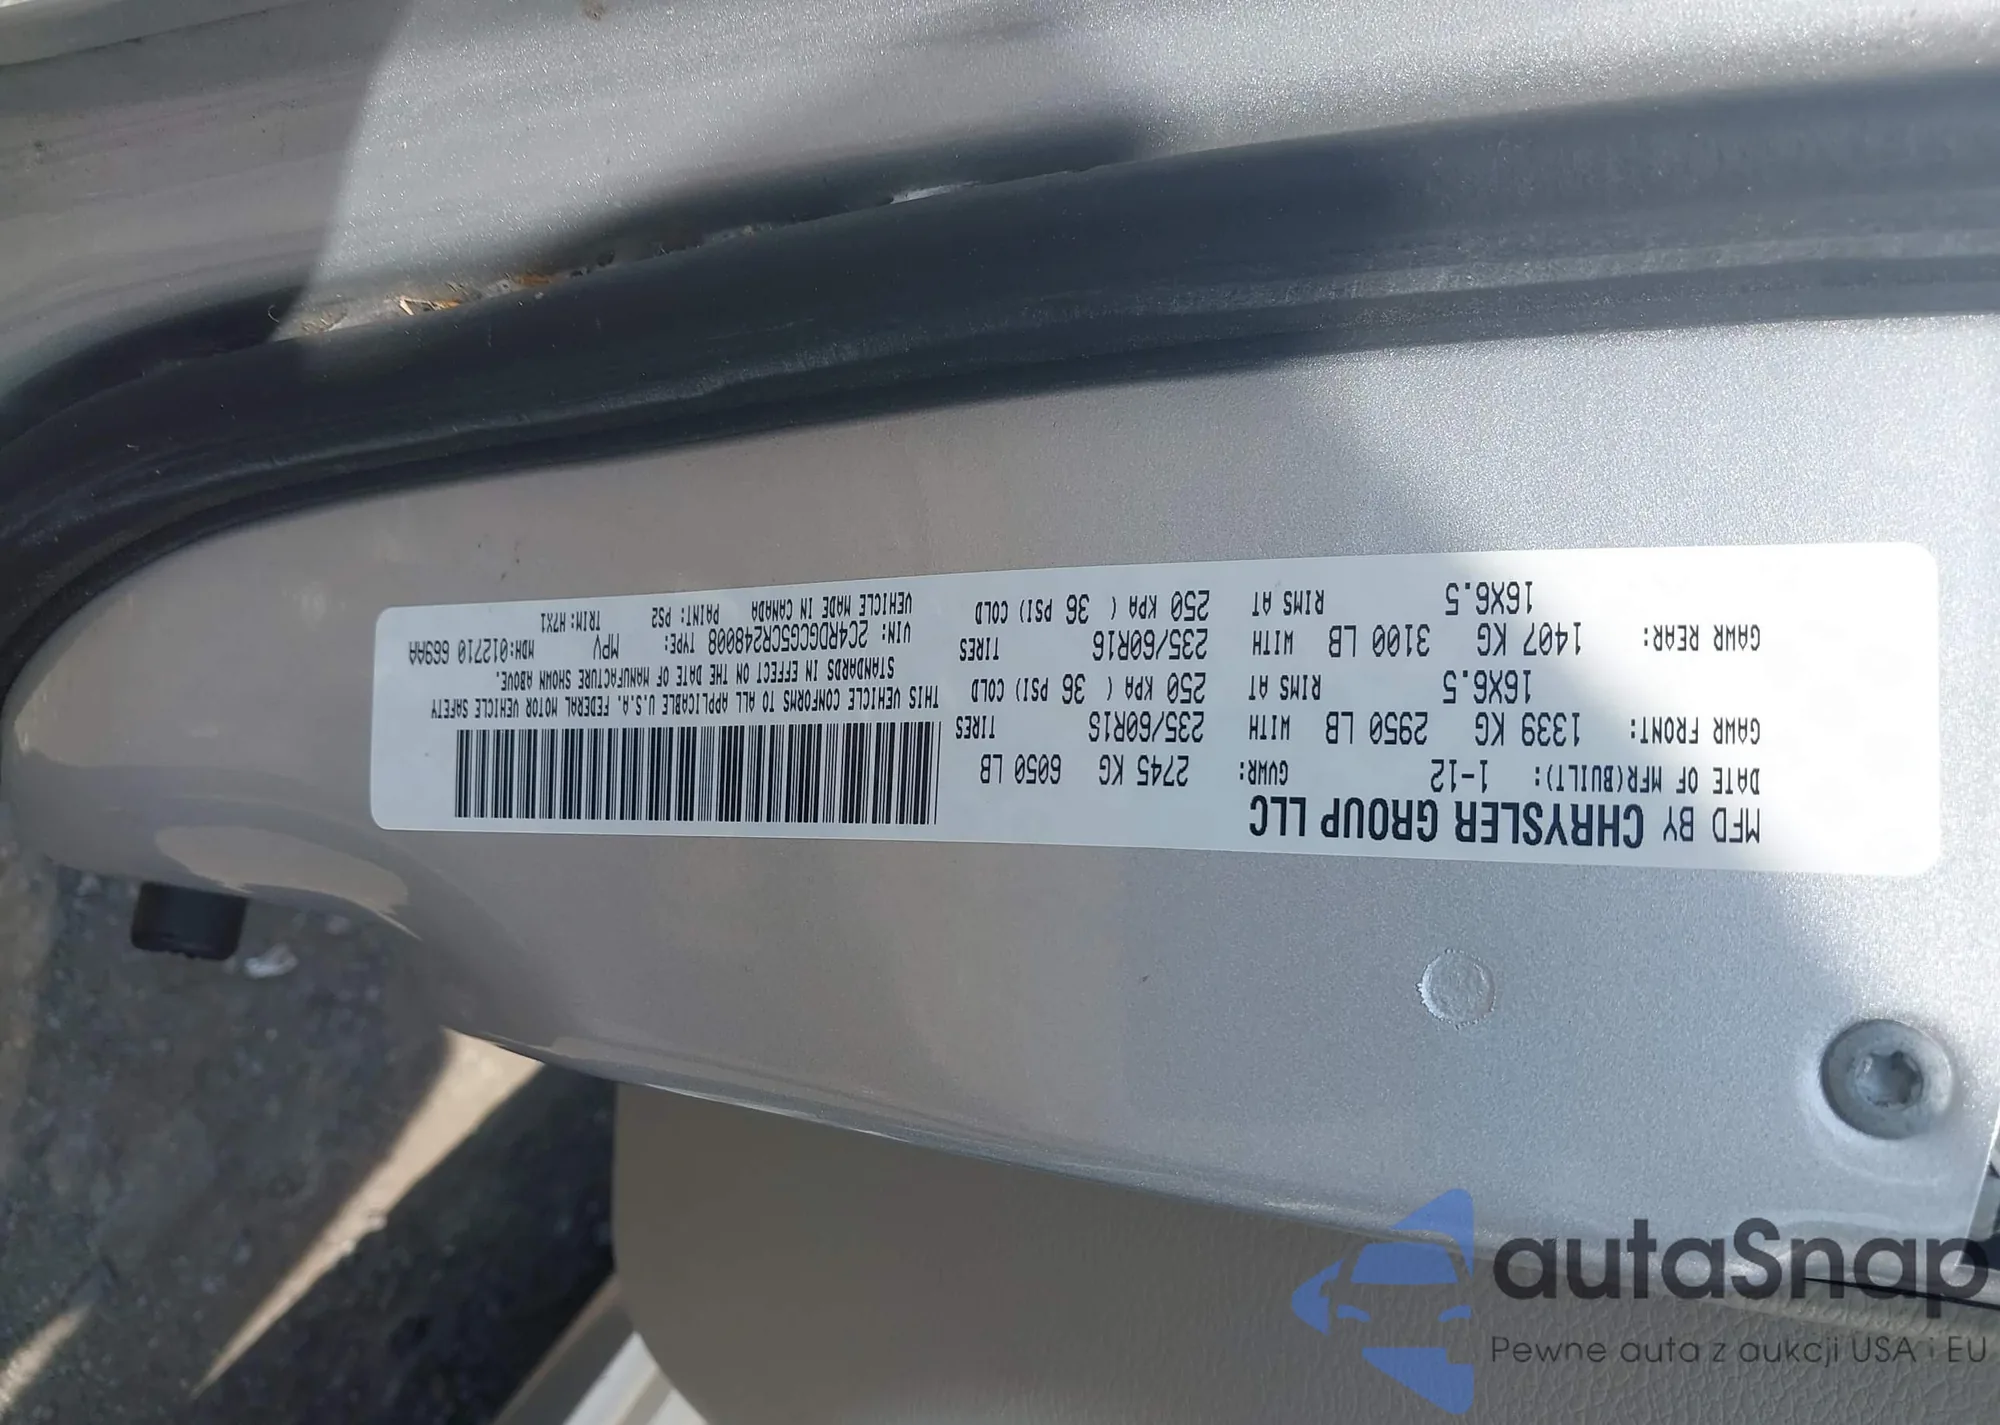 MFD BY CHRYSLER GROUP LLC
DATE OF MFR(BUILT): 1-12 GVWR: 2745 KG 6050 LB
GAWR FRONT: 1339 KG 2950 LB WITH 235/60R16 TIRES
16X6.5 RIMS AT 250 KPA ( 36 PSI) COLD
GAWR REAR: 1407 KG 3100 LB WITH 235/60R16 TIRES
16X6.5 RIMS AT 250 KPA ( 36 PSI) COLD
THIS VEHICLE CONFORMS TO ALL APPLICABLE U.S.A. FEDERAL MOTOR VEHICLE SAFETY
STANDARDS IN EFFECT ON THE DATE OF MANUFACTURE SHOWN ABOVE.
VIN: 2C4RDGCG5CR248008 TYPE: MPV MDH:012710 669AA
VEHICLE MADE IN CANADA PAINT: PS2 TRIM: H7X1
autaSnap
Pewne auta z aukcji USA i EU